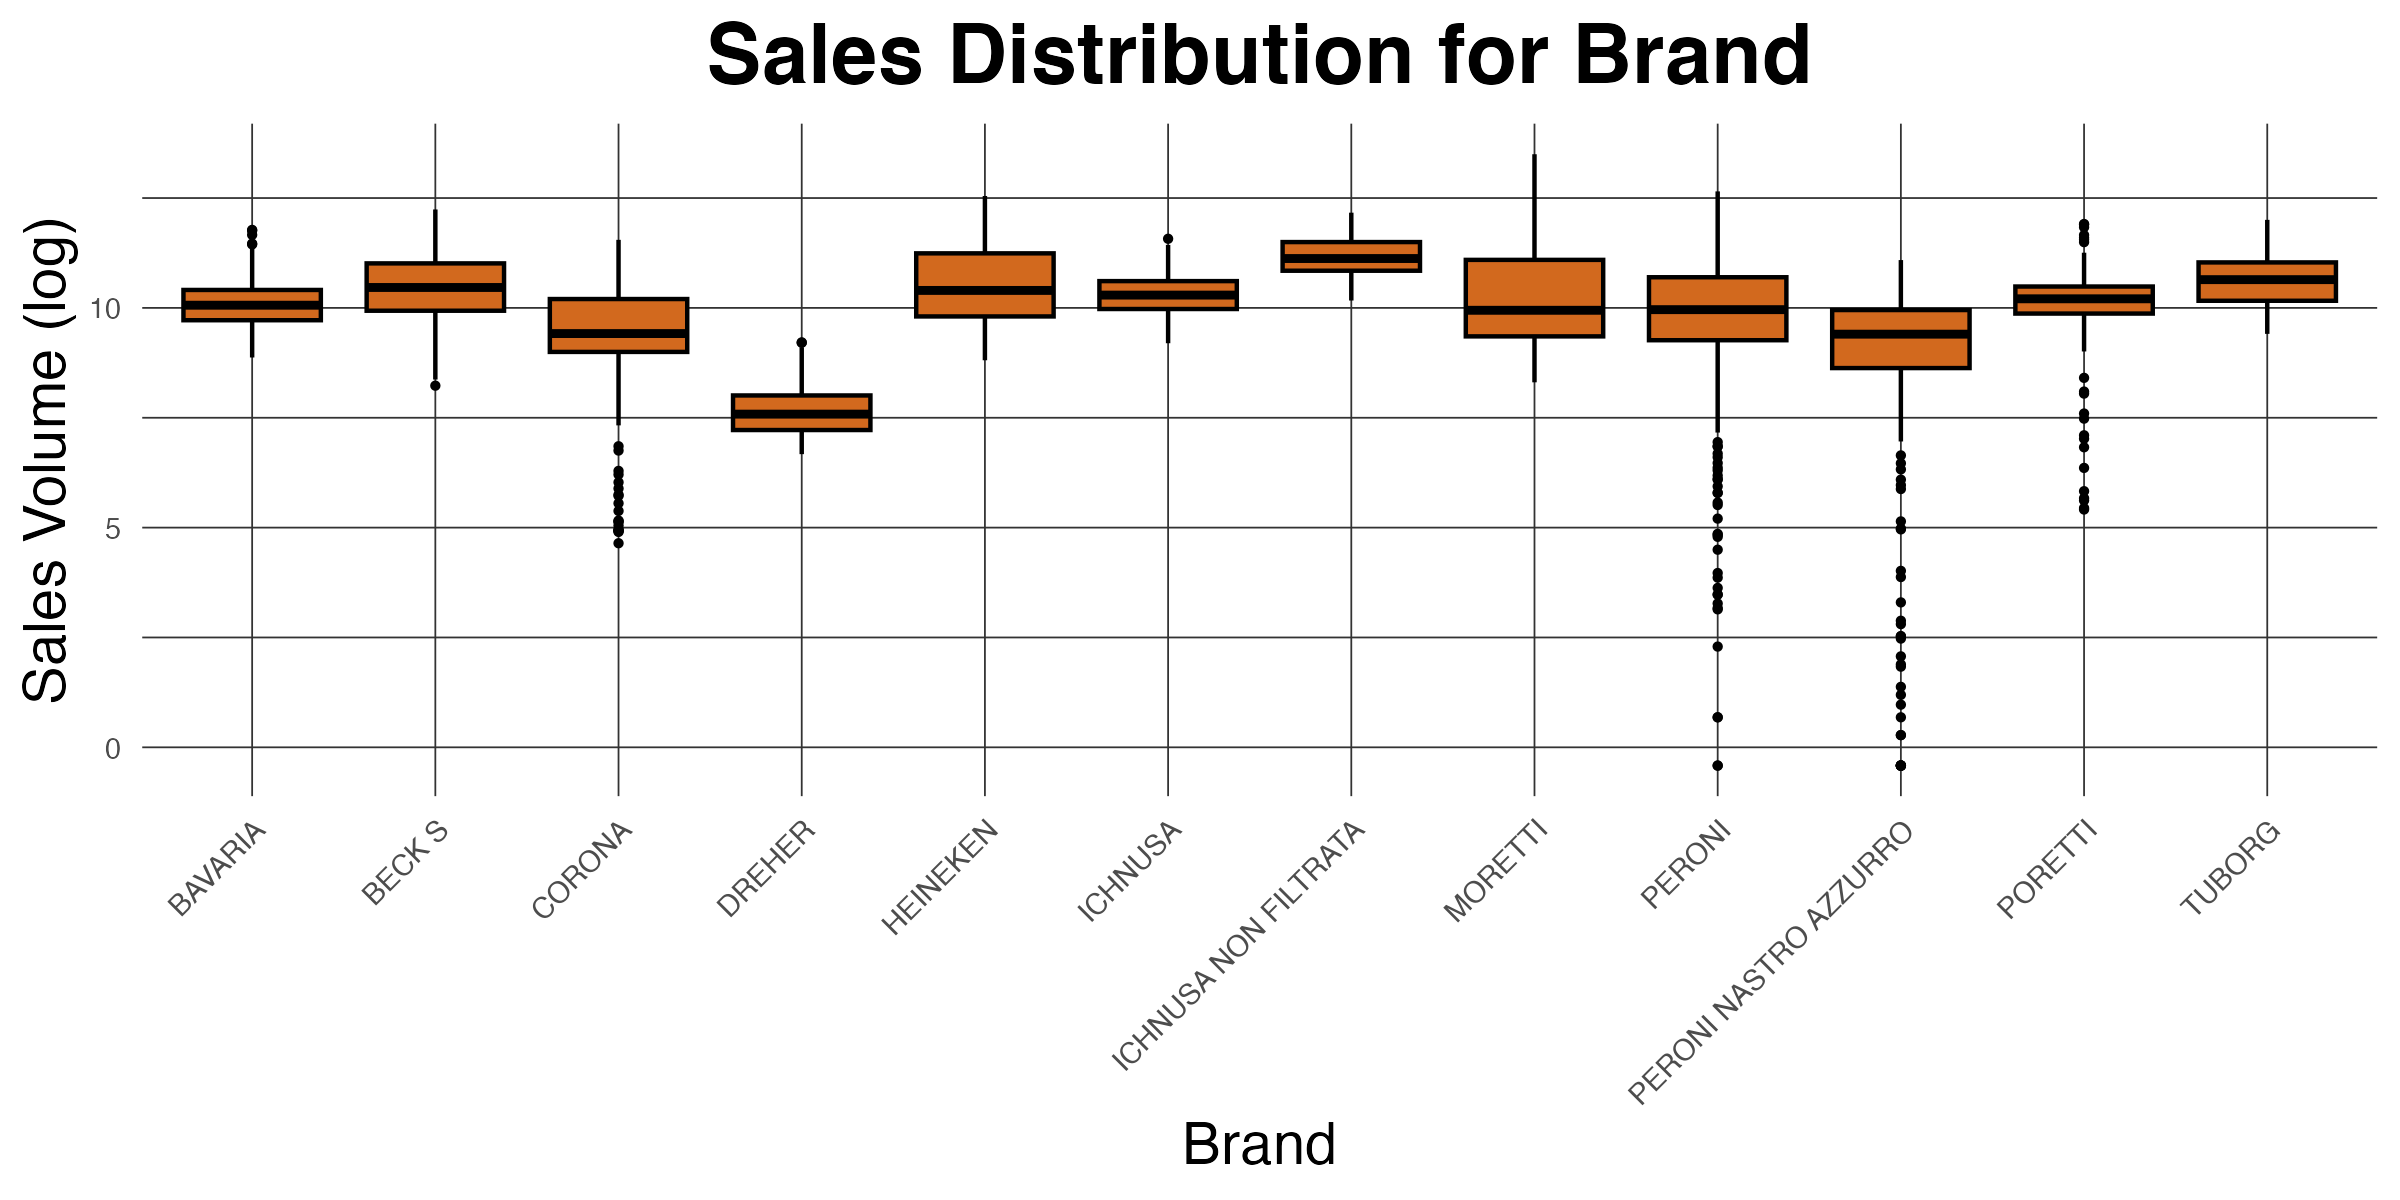 Sales Distribution for Brand
Sales Volume (log)
10
5
0
BAVARIA
BECK S
CORONA
DREHER
HEINEKEN
ICHNUSA
ICHNUSA NON FILTRATA
MORETTI
PERONI
PERONI NASTRO AZZURRO
PORETTI
TUBORG
Brand